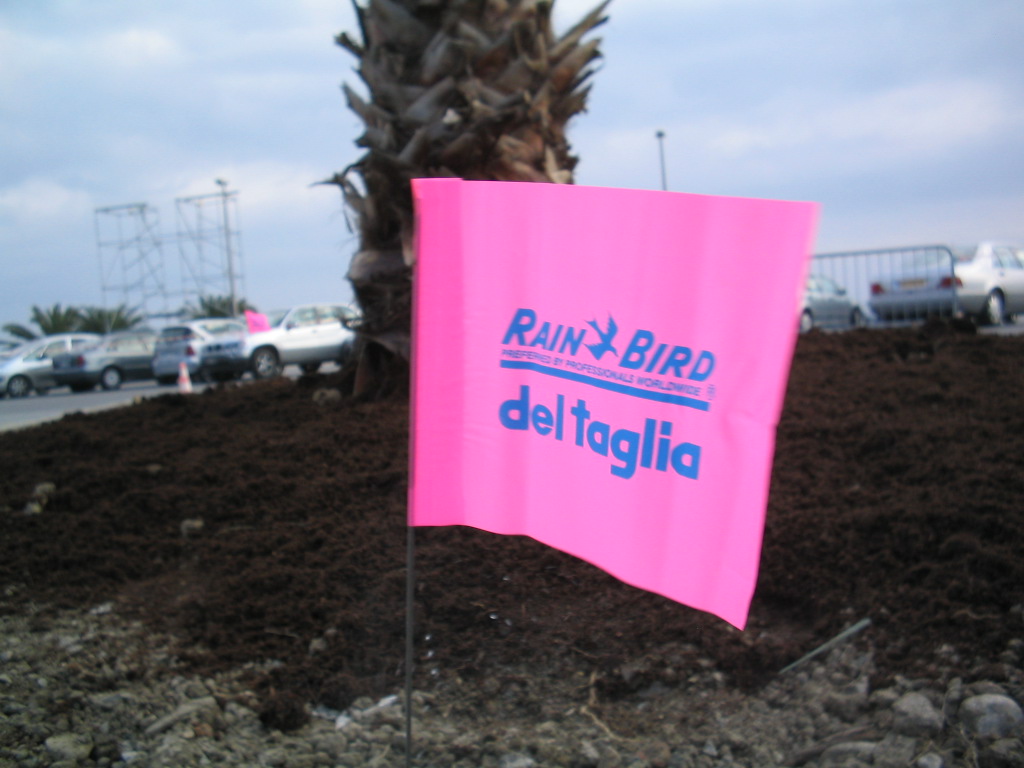 RAIN BIRD
PREFERRED BY PROFESSIONALS WORLDWIDE ®
del taglia